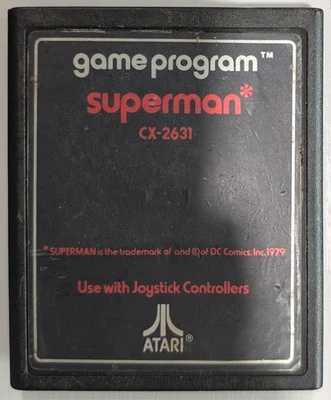 game program™
superman*
CX-2631
*SUPERMAN is the trademark of and © of DC Comics, Inc. 1979
Use with Joystick Controllers
ATARI®